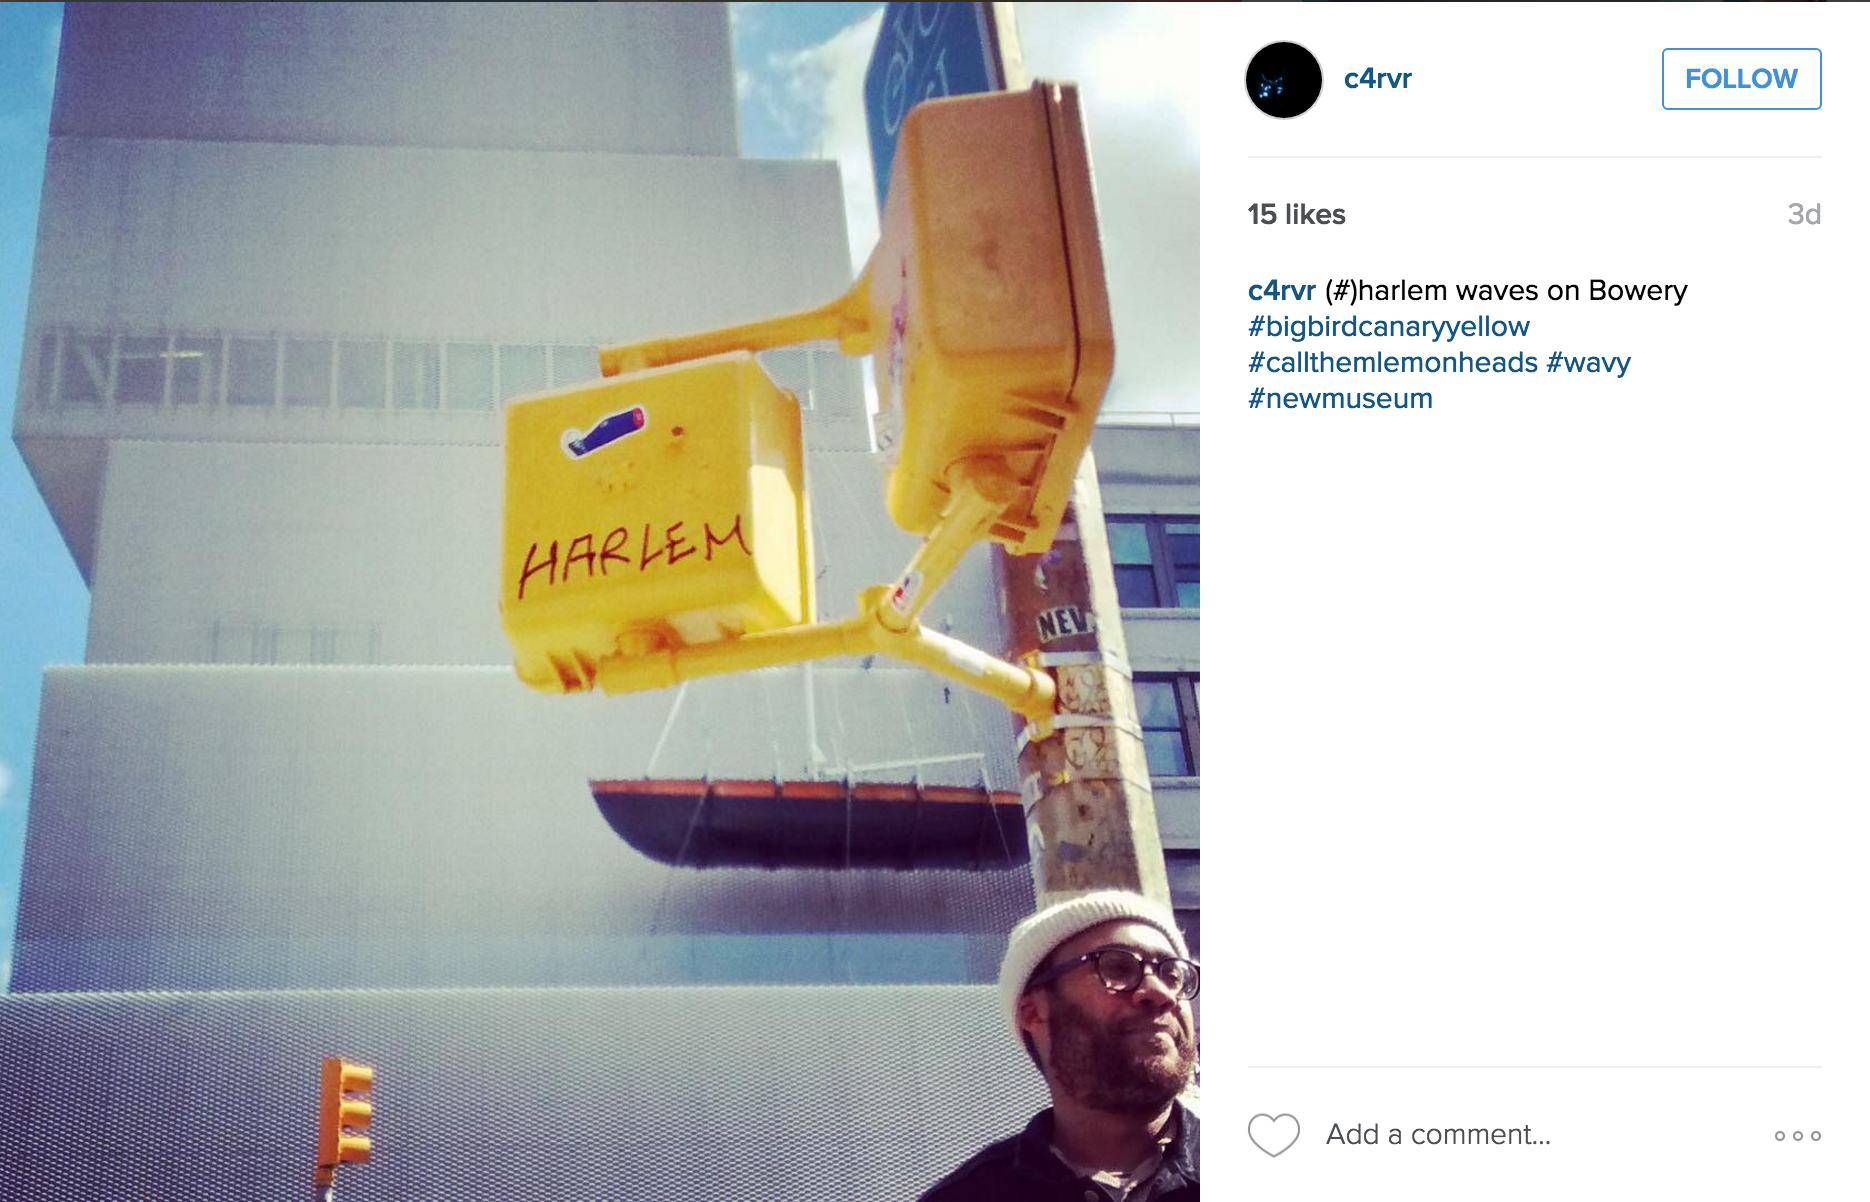 HARLEM
NEW
c4rvr
FOLLOW
15 likes
3d
c4rvr (#)harlem waves on Bowery
#bigbirdcanaryyellow
#callthemlemonheads #wavy
#newmuseum
Add a comment...